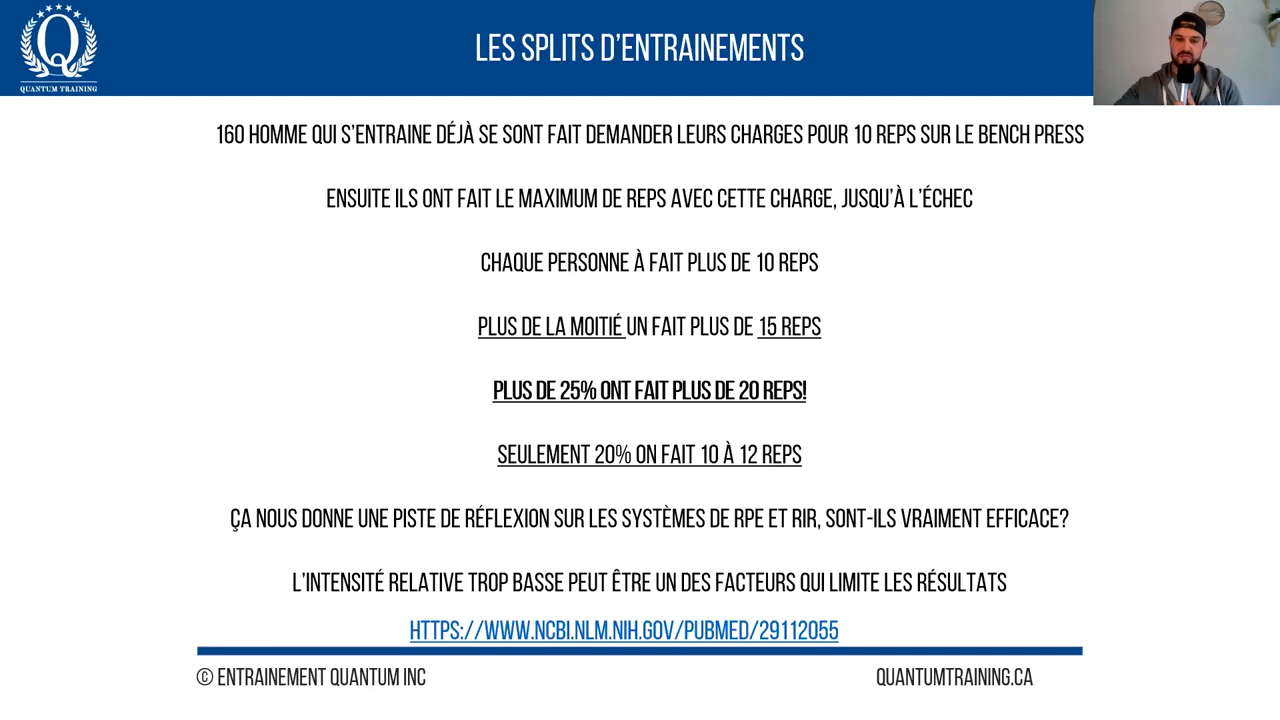 QUANTUM TRAINING
LES SPLITS D'ENTRAINEMENTS
160 HOMME QUI S'ENTRAINE DÉJÀ SE SONT FAIT DEMANDER LEURS CHARGES POUR 10 REPS SUR LE BENCH PRESS
ENSUITE ILS ONT FAIT LE MAXIMUM DE REPS AVEC CETTE CHARGE, JUSQU'À L'ÉCHEC
CHAQUE PERSONNE À FAIT PLUS DE 10 REPS
PLUS DE LA MOITIÉ UN FAIT PLUS DE 15 REPS
PLUS DE 25% ONT FAIT PLUS DE 20 REPS!
SEULEMENT 20% ON FAIT 10 À 12 REPS
ÇA NOUS DONNE UNE PISTE DE RÉFLEXION SUR LES SYSTÈMES DE RPE ET RIR, SONT-ILS VRAIMENT EFFICACE?
L'INTENSITÉ RELATIVE TROP BASSE PEUT ÊTRE UN DES FACTEURS QUI LIMITE LES RÉSULTATS
HTTPS://WWW.NCBI.NLM.NIH.GOV/PUBMED/29112055
© ENTRAINEMENT QUANTUM INC
QUANTUMTRAINING.CA